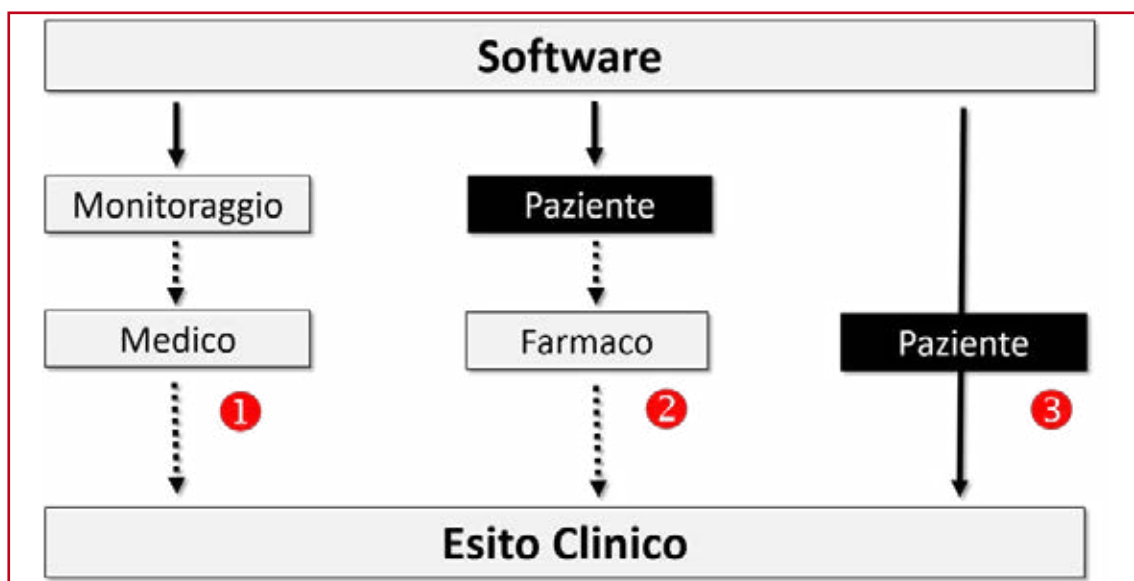 Software
Monitoraggio
Paziente
Medico
Farmaco
Paziente
1
2
3
Esito Clinico